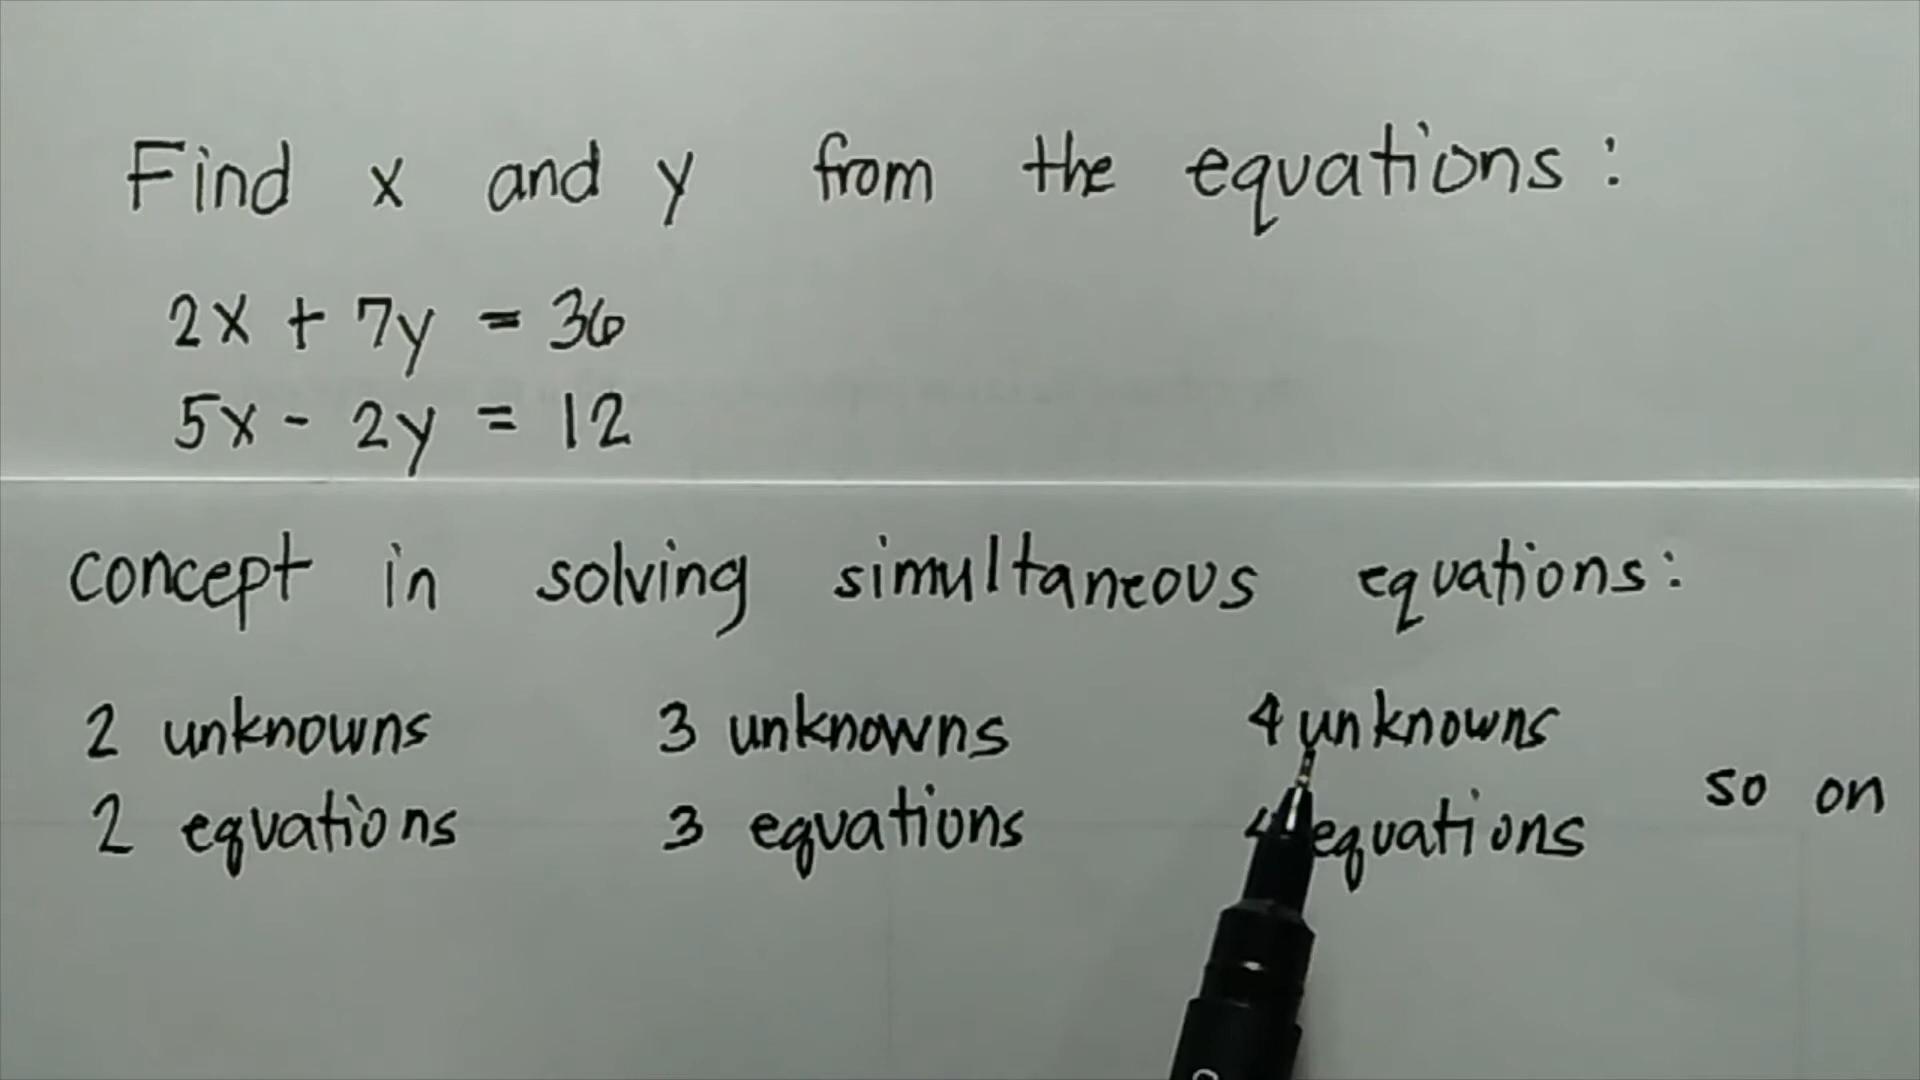 Find x and y from the equations:
2x + 7y = 36
5x - 2y = 12
concept in solving simultaneous equations:
2 unknowns 3 unknowns 4 unknowns
2 equations 3 equations 4 equations so on